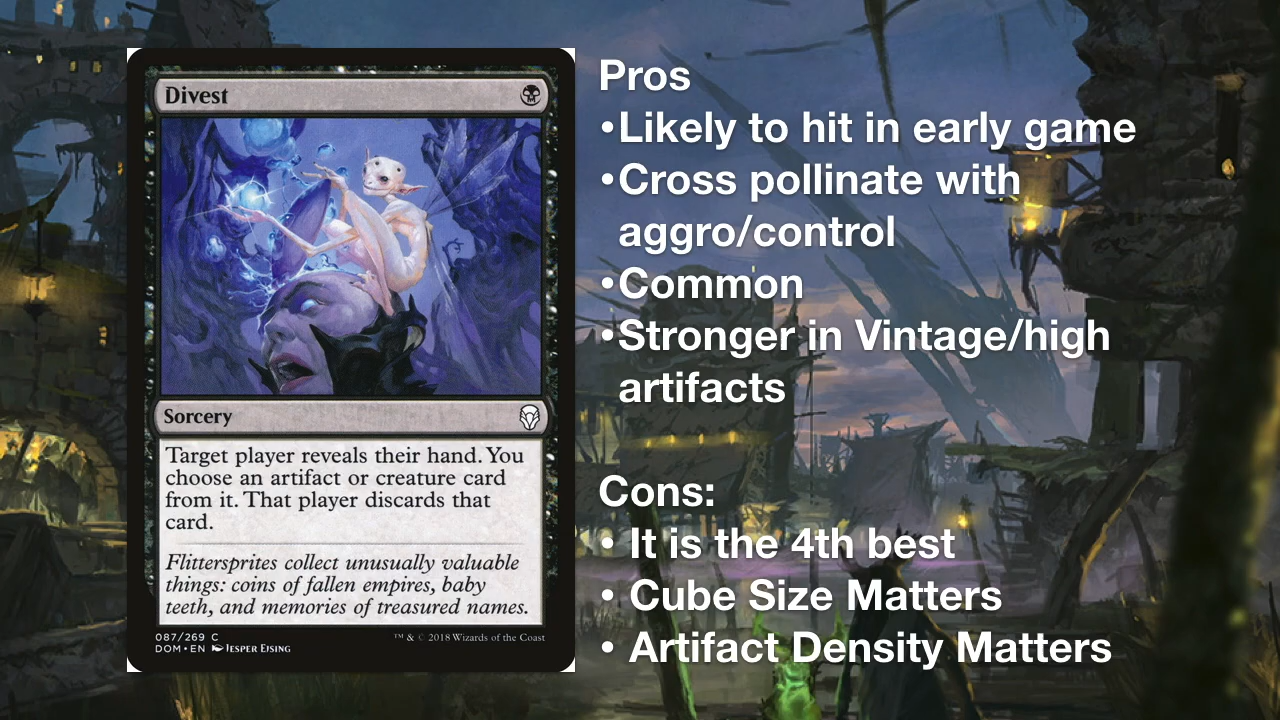 Divest
Sorcery
Target player reveals their hand. You
choose an artifact or creature card
from it. That player discards that
card.
Flittersprites collect unusually valuable
things: coins of fallen empires, baby
teeth, and memories of treasured names.
087/269 C
DOM • EN JESPER EJSING
™ & © 2018 Wizards of the Coast
Pros
•Likely to hit in early game
•Cross pollinate with
aggro/control
•Common
•Stronger in Vintage/high
artifacts
Cons:
• It is the 4th best
• Cube Size Matters
• Artifact Density Matters